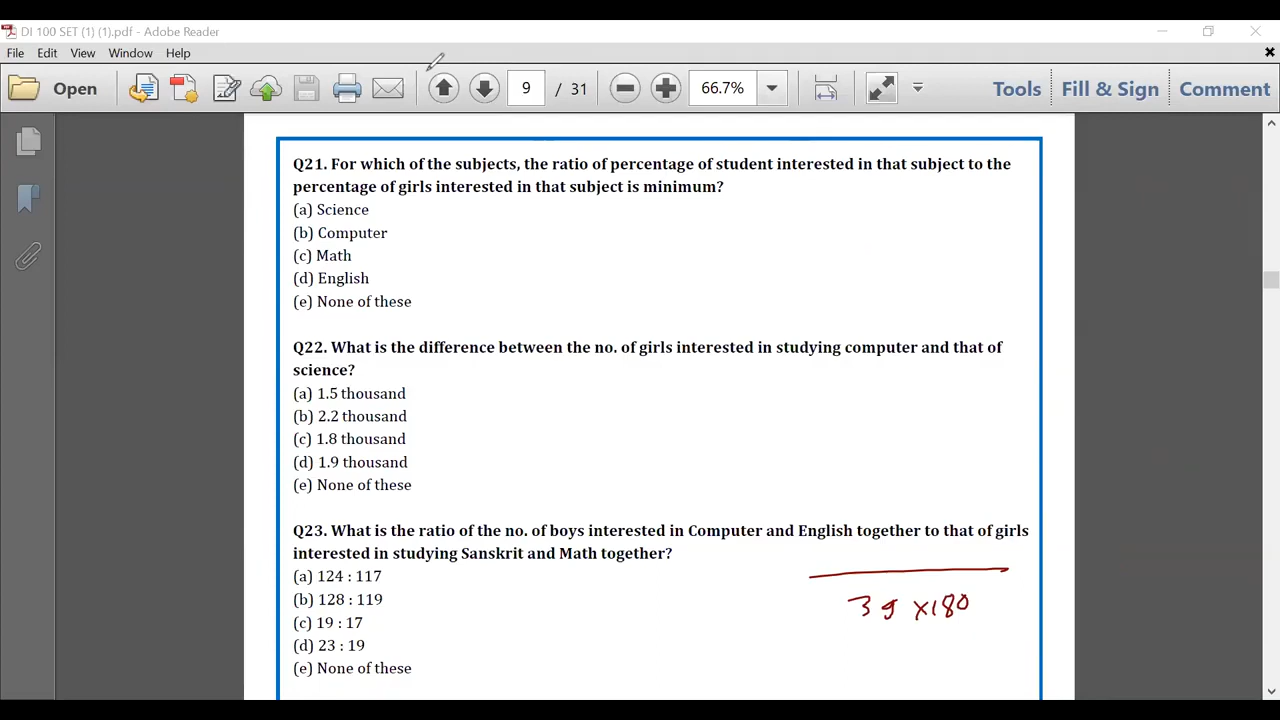 DI 100 SET (1) (1).pdf - Adobe Reader
File Edit View Window Help
Open 9 / 31 66.7% Tools Fill & Sign Comment
Q21. For which of the subjects, the ratio of percentage of student interested in that subject to the
percentage of girls interested in that subject is minimum?
(a) Science
(b) Computer
(c) Math
(d) English
(e) None of these
Q22. What is the difference between the no. of girls interested in studying computer and that of
science?
(a) 1.5 thousand
(b) 2.2 thousand
(c) 1.8 thousand
(d) 1.9 thousand
(e) None of these
Q23. What is the ratio of the no. of boys interested in Computer and English together to that of girls
interested in studying Sanskrit and Math together?
(a) 124 : 117
(b) 128 : 119
(c) 19 : 17
(d) 23 : 19
(e) None of these
39 x180